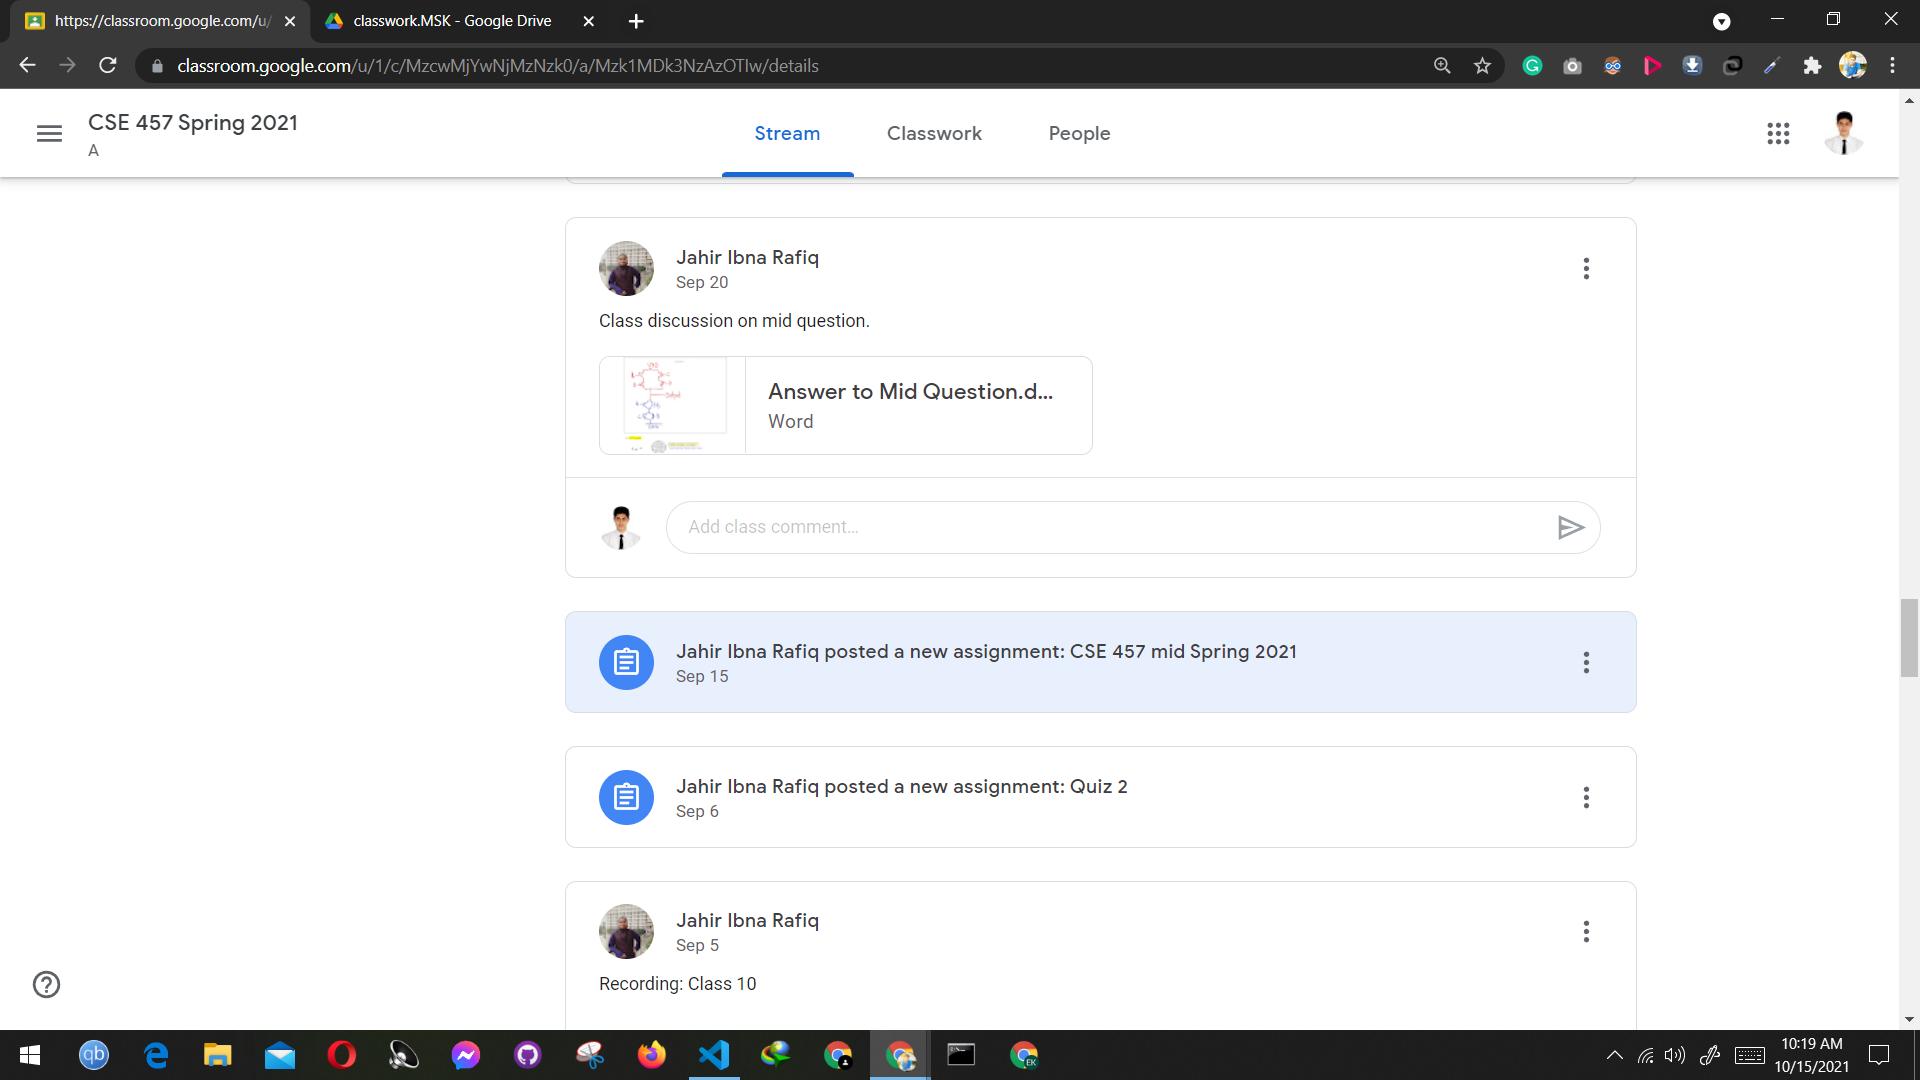 https://classroom.google.com/u/
classwork.MSK - Google Drive
classroom.google.com/u/1/c/MzcwMjYwNjMzNzk0/a/Mzk1MDk3NzAzOTIw/details
CSE 457 Spring 2021
A
Stream
Classwork
People
Jahir Ibna Rafiq
Sep 20
Class discussion on mid question.
Answer to Mid Question.d...
Word
Add class comment...
Jahir Ibna Rafiq posted a new assignment: CSE 457 mid Spring 2021
Sep 15
Jahir Ibna Rafiq posted a new assignment: Quiz 2
Sep 6
Jahir Ibna Rafiq
Sep 5
Recording: Class 10
qb
EK
10:19 AM
10/15/2021